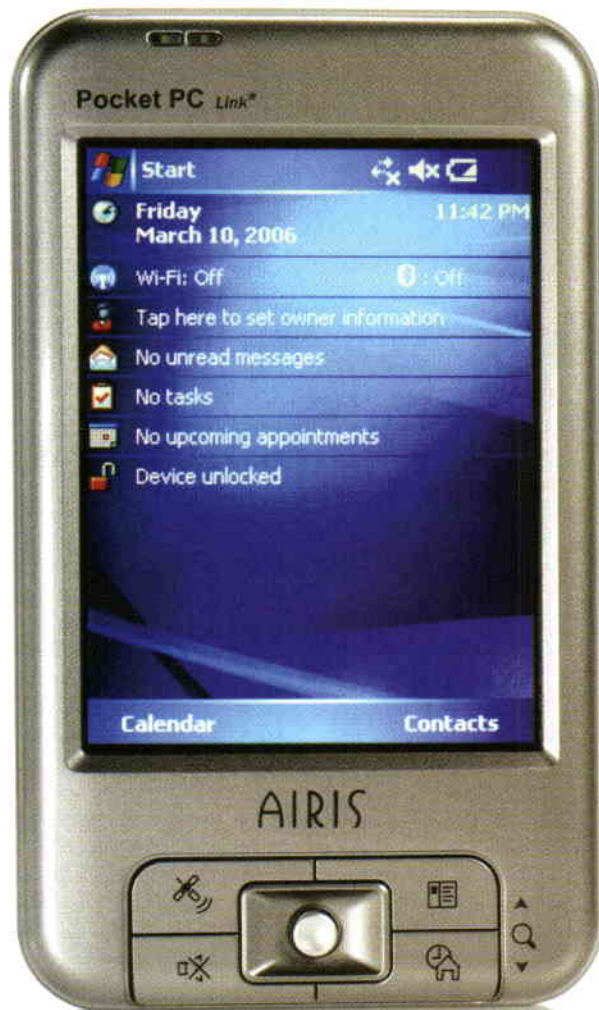 Pocket PC Link*
Start
Friday 11:42 PM
March 10, 2006
Wi-Fi: Off : Off
Tap here to set owner information
No unread messages
No tasks
No upcoming appointments
Device unlocked
Calendar Contacts
AIRIS